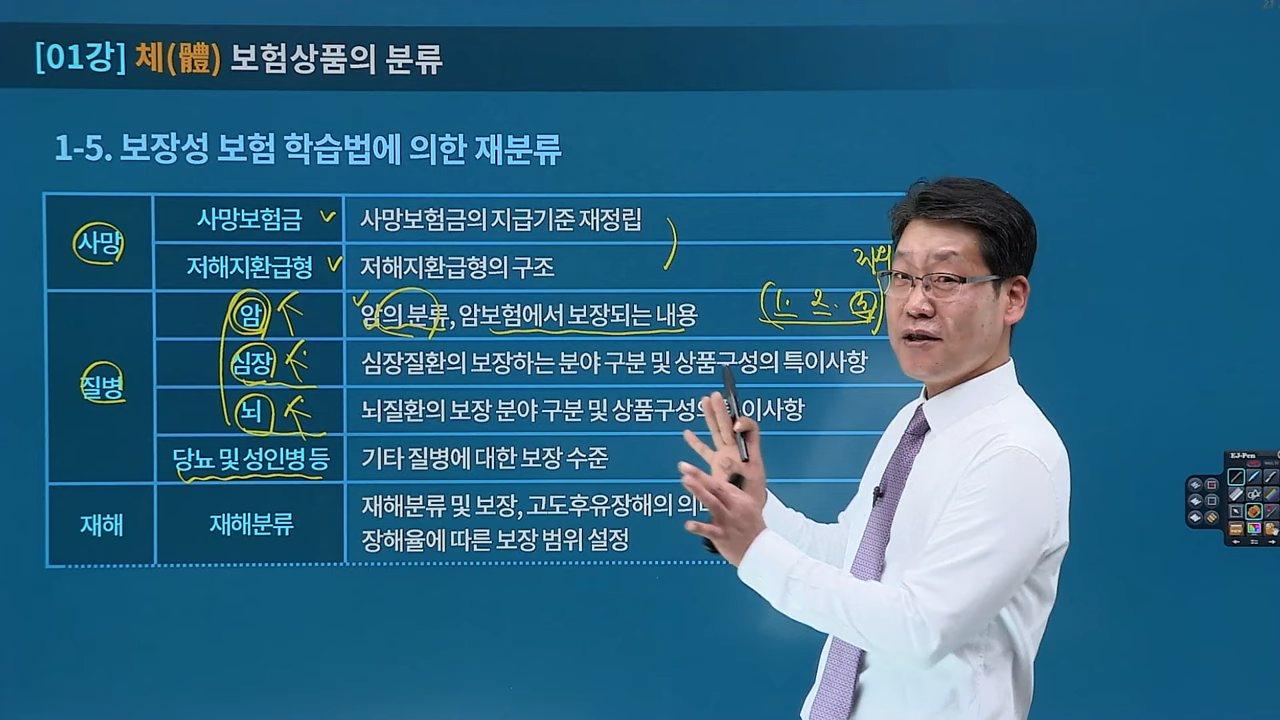 [01강] 체(體) 보험상품의 분류
1-5. 보장성 보험 학습법에 의한 재분류
사망
사망보험금
사망보험금의 지급기준 재정립
저해지환급형
저해지환급형의 구조
질병
암
암의 분류, 암보험에서 보장되는 내용
(1. 2. ③)
심장
심장질환의 보장하는 분야 구분 및 상품구성의 특이사항
뇌
뇌질환의 보장 분야 구분 및 상품구성의 이사항
당뇨 및 성인병 등
기타 질병에 대한 보장 수준
재해
재해분류
재해분류 및 보장, 고도후유장해의
장해율에 따른 보장 범위 설정
EJ-Pen